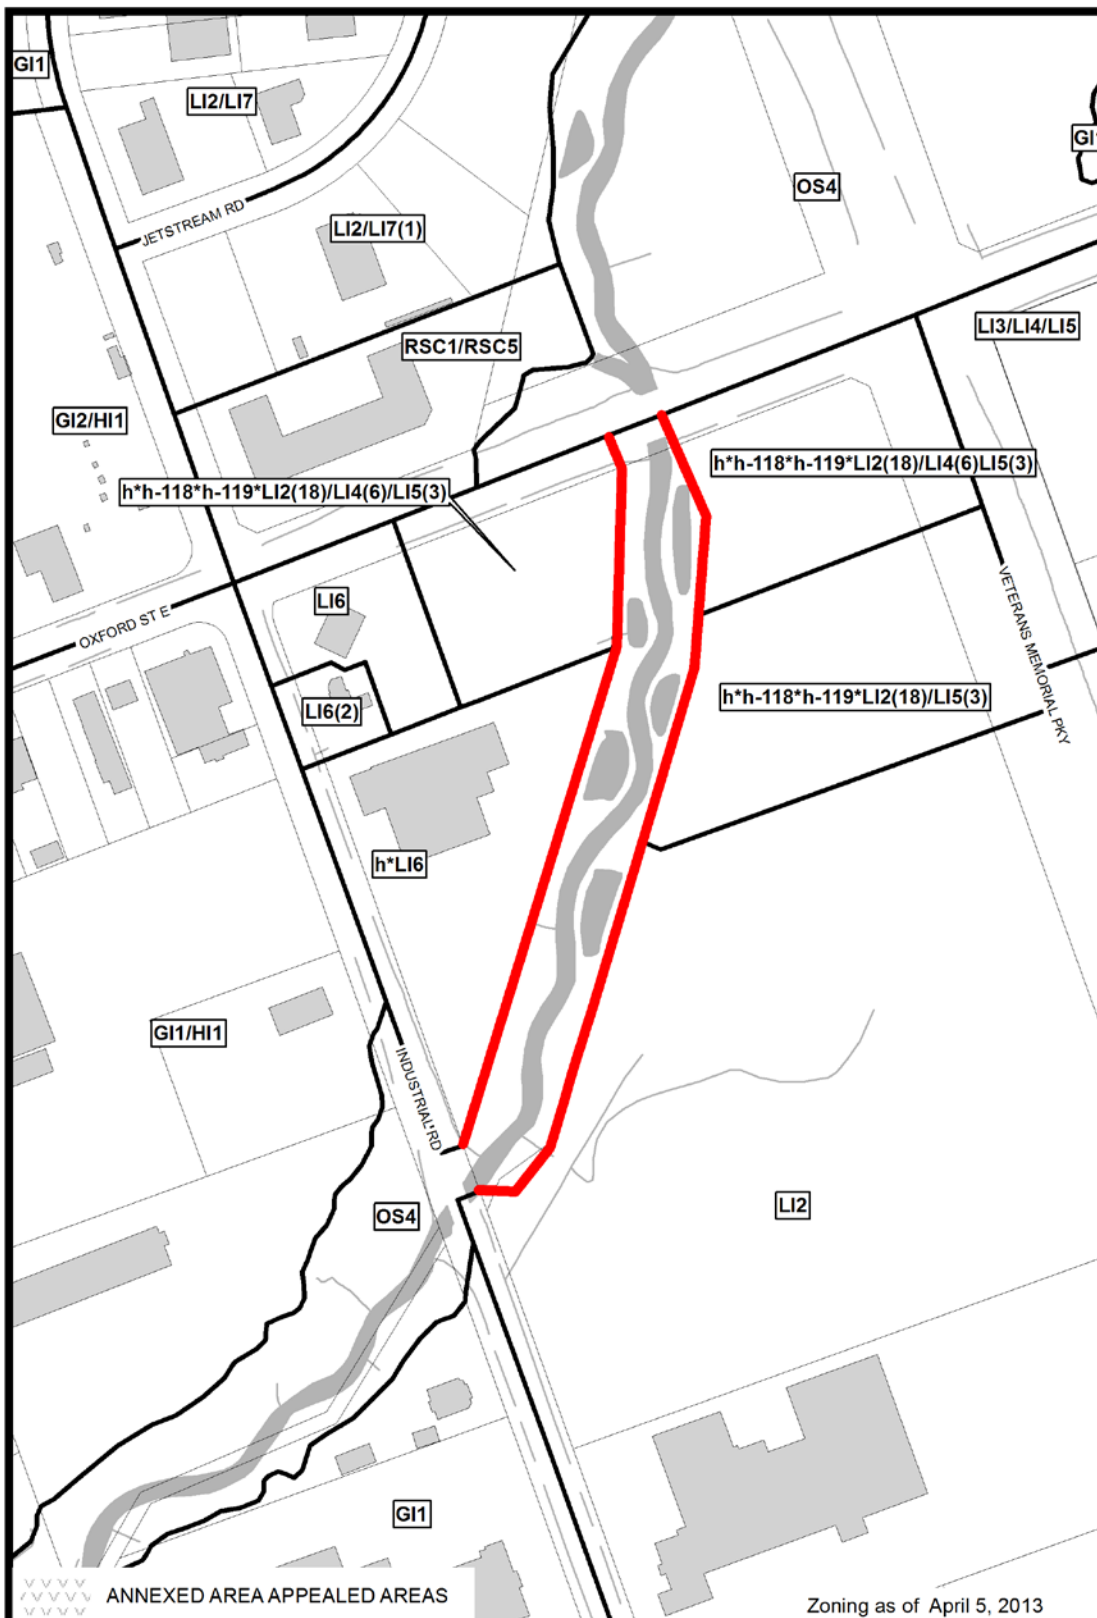 GI1
LI2/LI7
OS4
JETSTREAM RD
LI2/LI7(1)
LI3/LI4/LI5
RSC1/RSC5
GI2/HI1
h*h-118*h-119*LI2(18)/LI4(6)LI5(3)
h*h-118*h-119*LI2(18)/LI4(6)/LI5(3)
LI6
OXFORD ST E
VETERANS MEMORIAL PKY
LI6(2)
h*h-118*h-119*LI2(18)/LI5(3)
h*LI6
GI1/HI1
INDUSTRIAL RD
OS4
LI2
GI1
ANNEXED AREA APPEALED AREAS
Zoning as of April 5, 2013